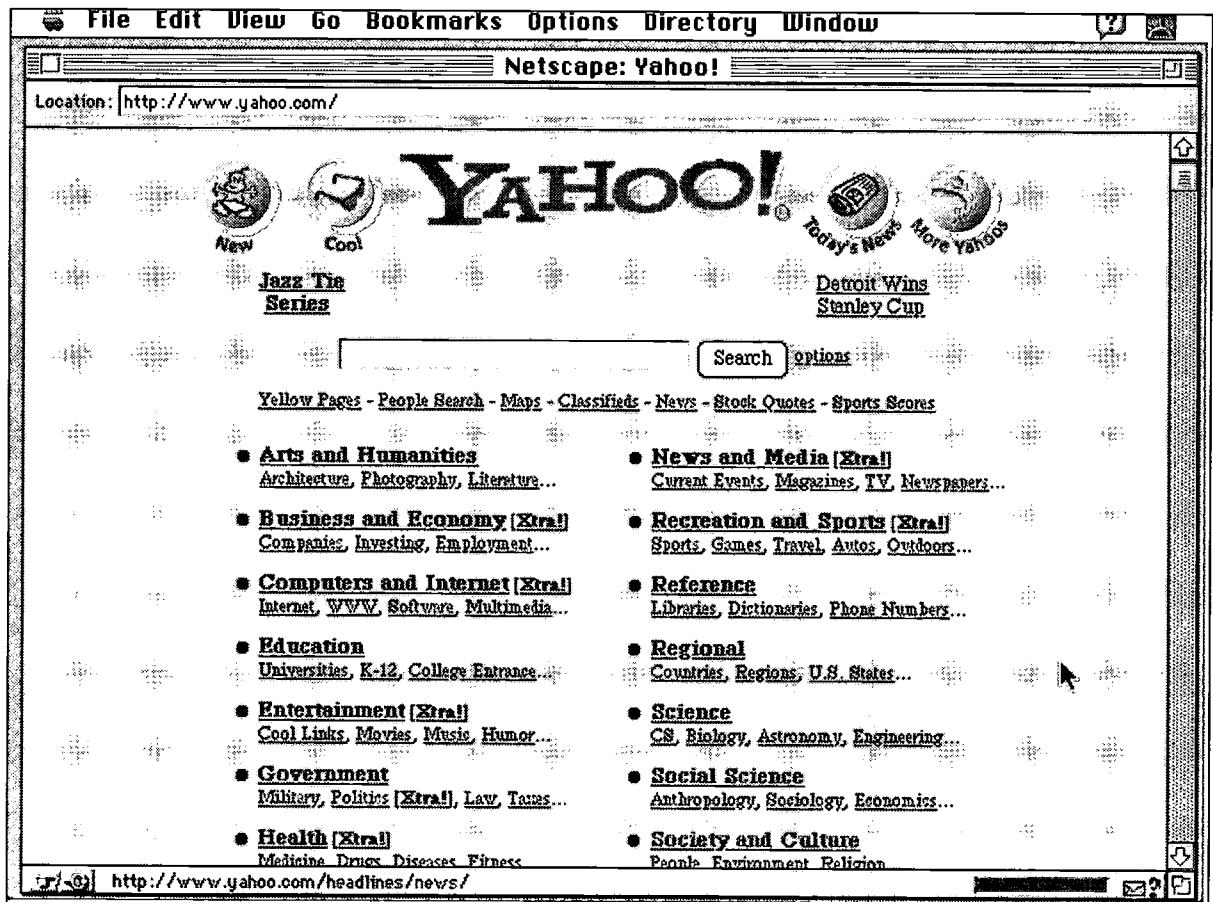 File Edit View Go Bookmarks Options Directory Window
Netscape: Yahoo!
Location: http://www.yahoo.com/
New Cool YAHOO! Today's News More Yahoos
Jazz Tie Series
Detroit Wins Stanley Cup
Search options
Yellow Pages - People Search - Maps - Classifieds - News - Stock Quotes - Sports Scores
Arts and Humanities
Architecture, Photography, Literature...
Business and Economy [Xtra!]
Companies, Investing, Employment...
Computers and Internet [Xtra!]
Internet, WWW, Software, Multimedia...
Education
Universities, K-12, College Entrance...
Entertainment [Xtra!]
Cool Links, Movies, Music, Humor...
Government
Military, Politics [Xtra!], Law, Taxes...
Health [Xtra!]
Medicine, Drugs, Diseases, Fitness
News and Media [Xtra!]
Current Events, Magazines, TV, Newspapers...
Recreation and Sports [Xtra!]
Sports, Games, Travel, Autos, Outdoors...
Reference
Libraries, Dictionaries, Phone Numbers...
Regional
Countries, Regions, U.S. States...
Science
CS, Biology, Astronomy, Engineering...
Social Science
Anthropology, Sociology, Economics...
Society and Culture
People, Environment, Religion
http://www.yahoo.com/headlines/news/